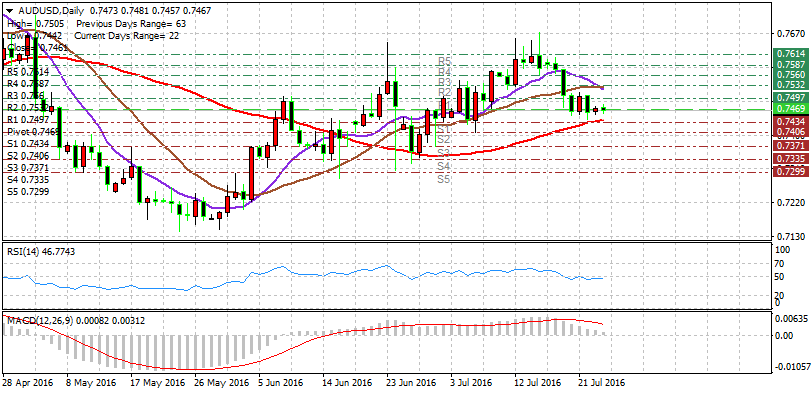 AUDUSD,Daily 0.7473 0.7481 0.7457 0.7467
High= 0.7505 Previous Days Range= 63
Low= 0.7442 Current Days Range= 22
Close= 0.7461
R5 0.7614
R4 0.7587
R3 0.756
R2 0.7532
R1 0.7497
Pivot 0.7469
S1 0.7434
S2 0.7406
S3 0.7371
S4 0.7335
S5 0.7299
R5
R4
R3
R2
S1
S2
S3
S4
S5
0.7670
0.7614
0.7587
0.7560
0.7532
0.7497
0.7469
0.7434
0.7406
0.7371
0.7335
0.7299
0.7220
0.7130
RSI(14) 46.7743
100
70
50
20
0
MACD(12,26,9) 0.00082 0.00312
0.00635
0.00
-0.01057
28 Apr 2016 8 May 2016 17 May 2016 26 May 2016 5 Jun 2016 14 Jun 2016 23 Jun 2016 3 Jul 2016 12 Jul 2016 21 Jul 2016